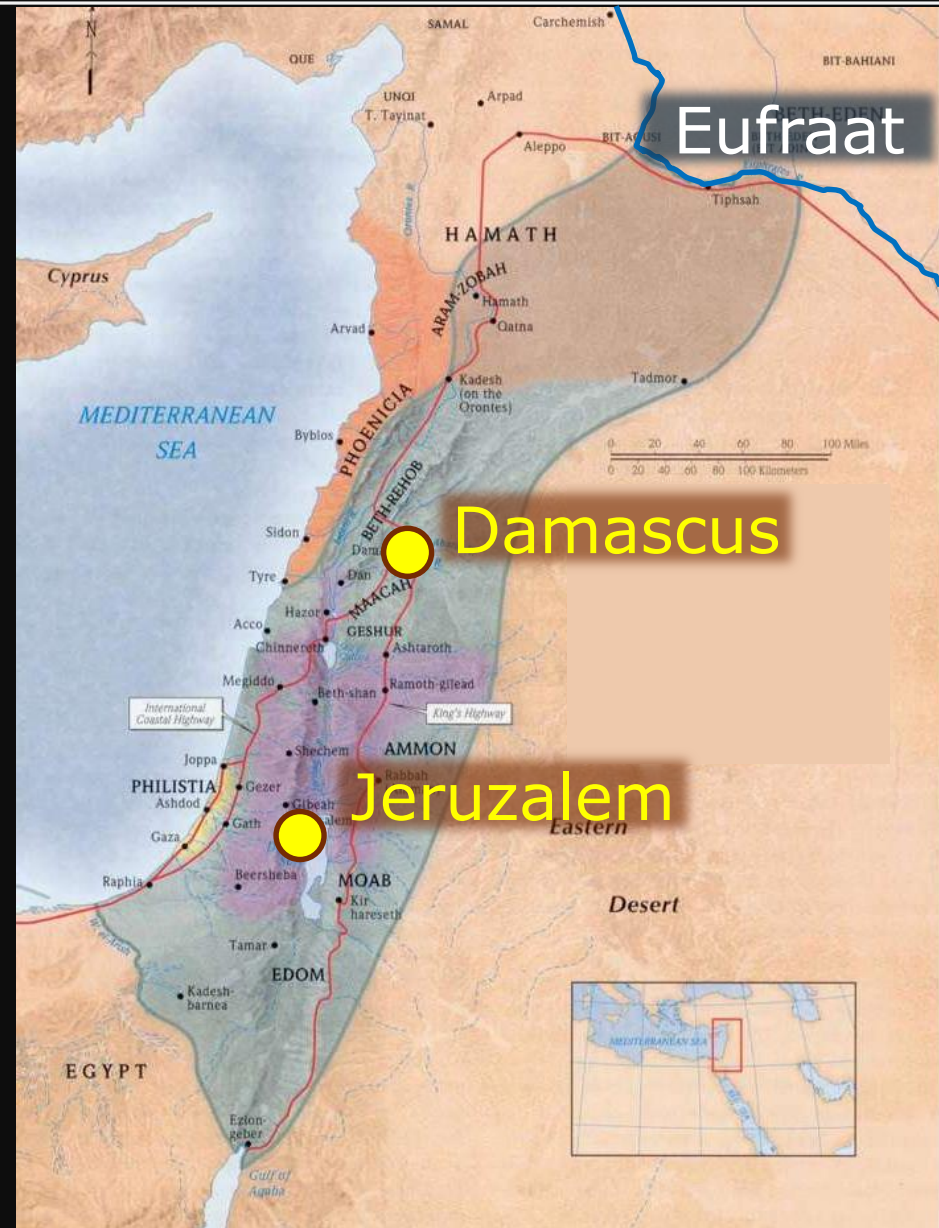 N
SAMAL
Carchemish
QUE
BIT-BAHIANI
UNQI
Arpad
T. Tayinat
Eufraat
Aleppo
Euphrates R.
Tiphsah
Orontes R.
HAMATH
Cyprus
ARAM-ZOBAH
Hamath
Qatna
Arvad
Kadesh
(on the
Orontes)
Tadmor
MEDITERRANEAN
SEA
PHOENICIA
Byblos
0 20 40 60 80 100 Miles
0 20 40 60 80 100 Kilometers
BETH-REHOB
Damascus
Sidon
Tyre
Dan
MAACAH
Hazor
Acco
GESHUR
Chinnereth
Ashtaroth
Megiddo
Beth-shan
Ramoth-gilead
International
Coastal Highway
King's Highway
Shechem
AMMON
Joppa
PHILISTIA
Gezer
Rabbah
Jeruzalem
Ashdod
Gibeah
Gath
Eastern
Gaza
Raphia
Beersheba
MOAB
Kir
hareseth
Desert
Tamar
EDOM
Kadesh-
barnea
MEDITERRANEAN SEA
EGYPT
Ezion-
geber
Gulf of
Aqaba